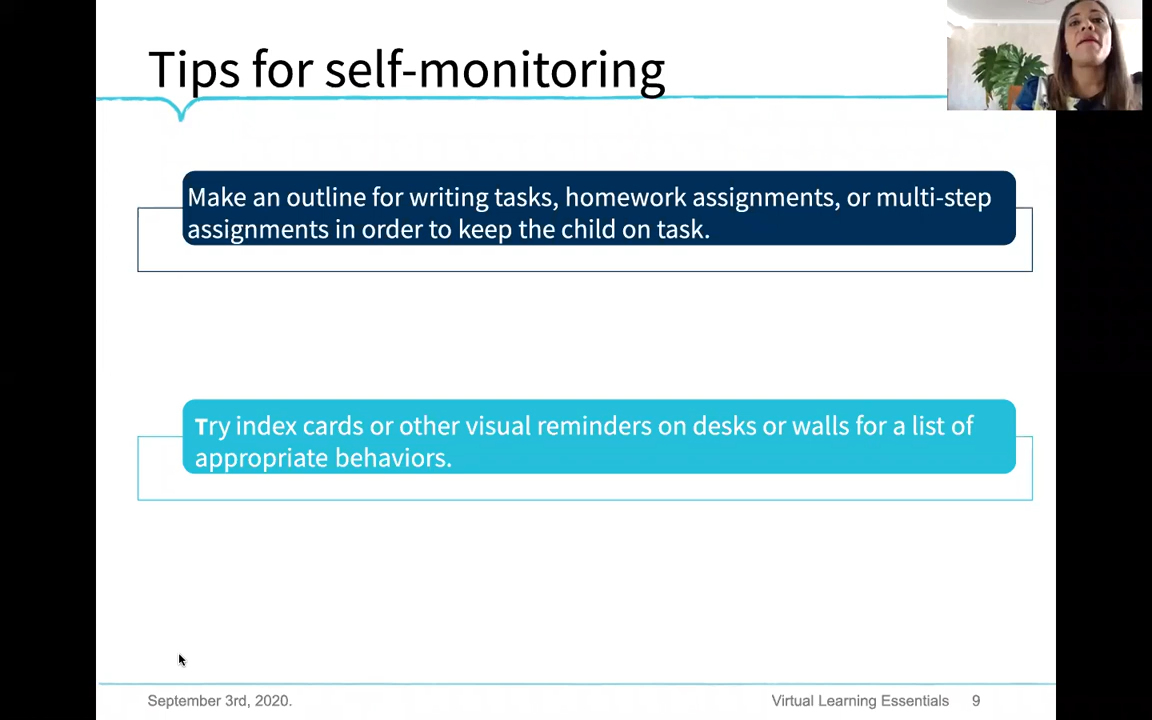 Tips for self-monitoring
Make an outline for writing tasks, homework assignments, or multi-step
assignments in order to keep the child on task.
Try index cards or other visual reminders on desks or walls for a list of
appropriate behaviors.
September 3rd, 2020.
Virtual Learning Essentials 9